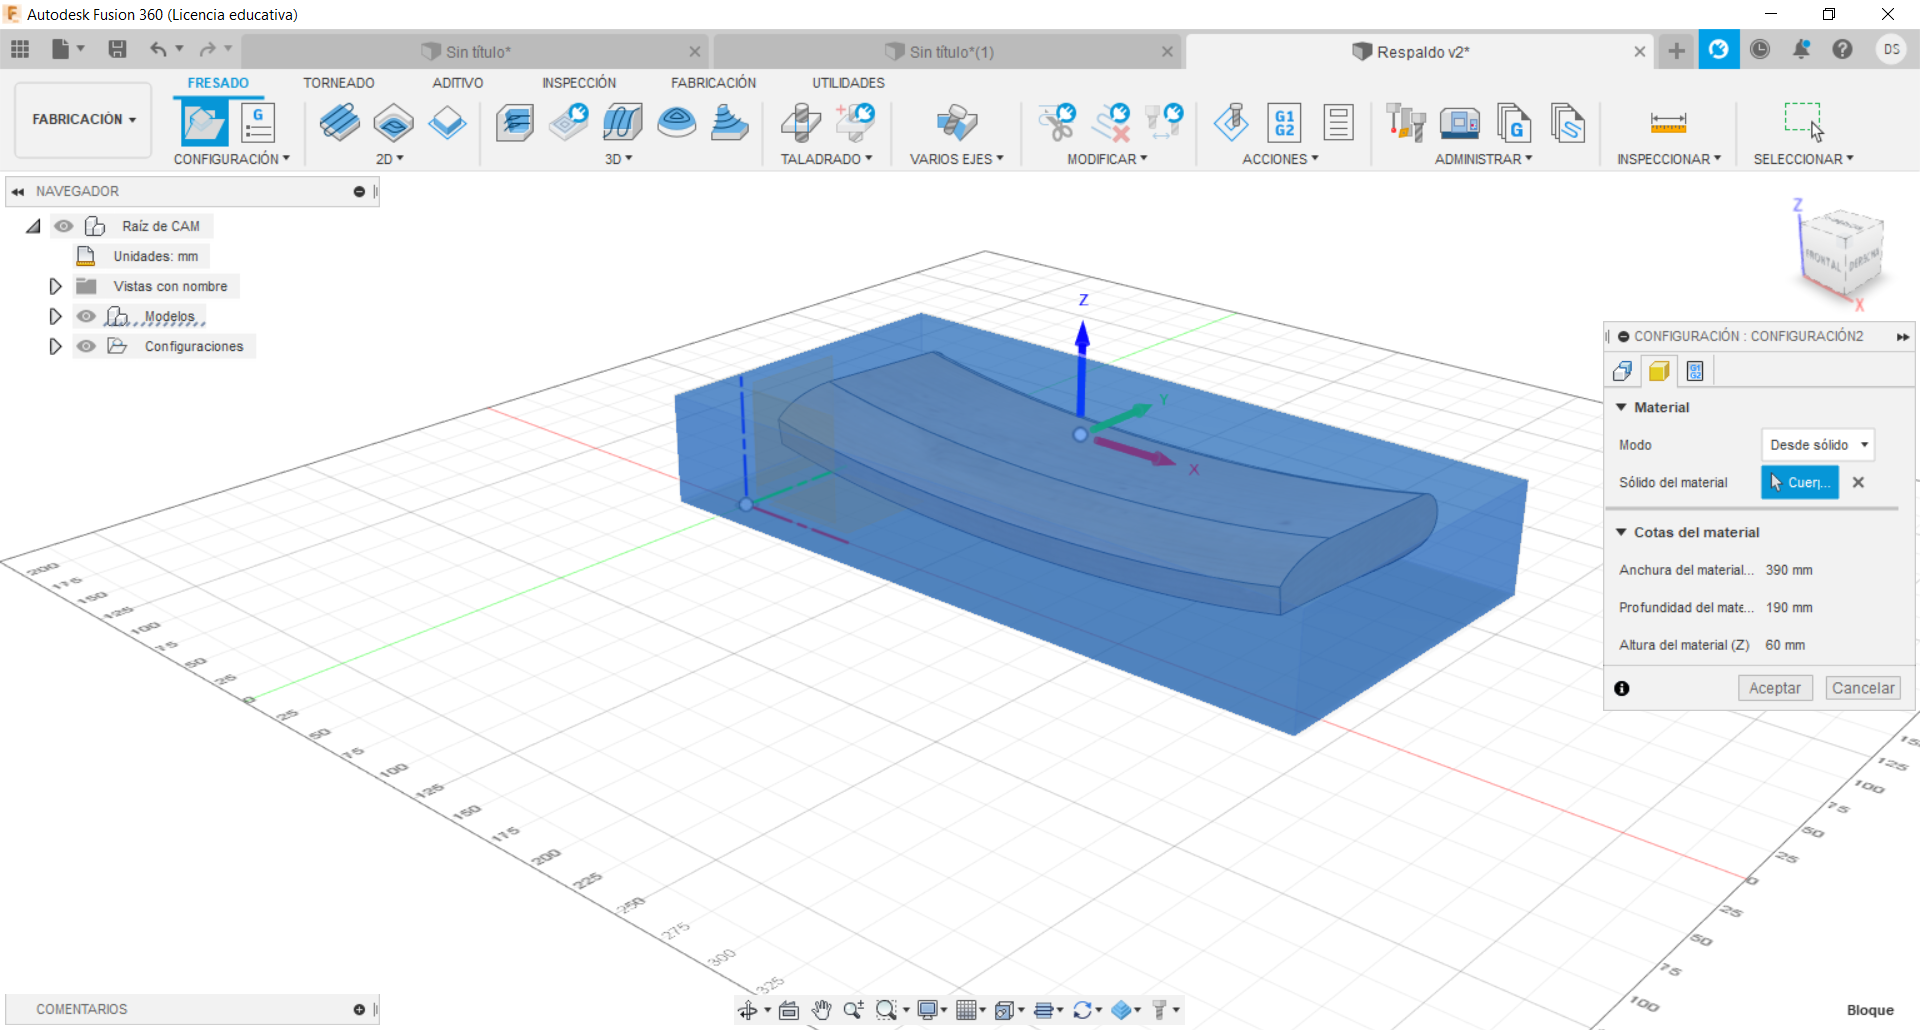 Autodesk Fusion 360 (Licencia educativa)
Sin título*
Sin título*(1)
Respaldo v2*
DS
FABRICACIÓN
FRESADO
TORNEADO
ADITIVO
INSPECCIÓN
FABRICACIÓN
UTILIDADES
G
G1
G2
G
CONFIGURACIÓN
2D
3D
TALADRADO
VARIOS EJES
MODIFICAR
ACCIONES
ADMINISTRAR
INSPECCIONAR
SELECCIONAR
NAVEGADOR
Raíz de CAM
Unidades: mm
Vistas con nombre
Modelos
Configuraciones
Z
FRONTAL
X
Z
Y
X
CONFIGURACIÓN : CONFIGURACIÓN2
Material
Modo
Desde sólido
Sólido del material
Cuer...
Cotas del material
Anchura del material...
390 mm
Profundidad del mate...
190 mm
Altura del material (Z)
60 mm
Aceptar
Cancelar
200
175
150
125
100
75
50
25
0
25
50
75
100
125
150
175
200
225
250
275
300
325
125
100
75
50
25
0
25
50
75
100
COMENTARIOS
Bloque